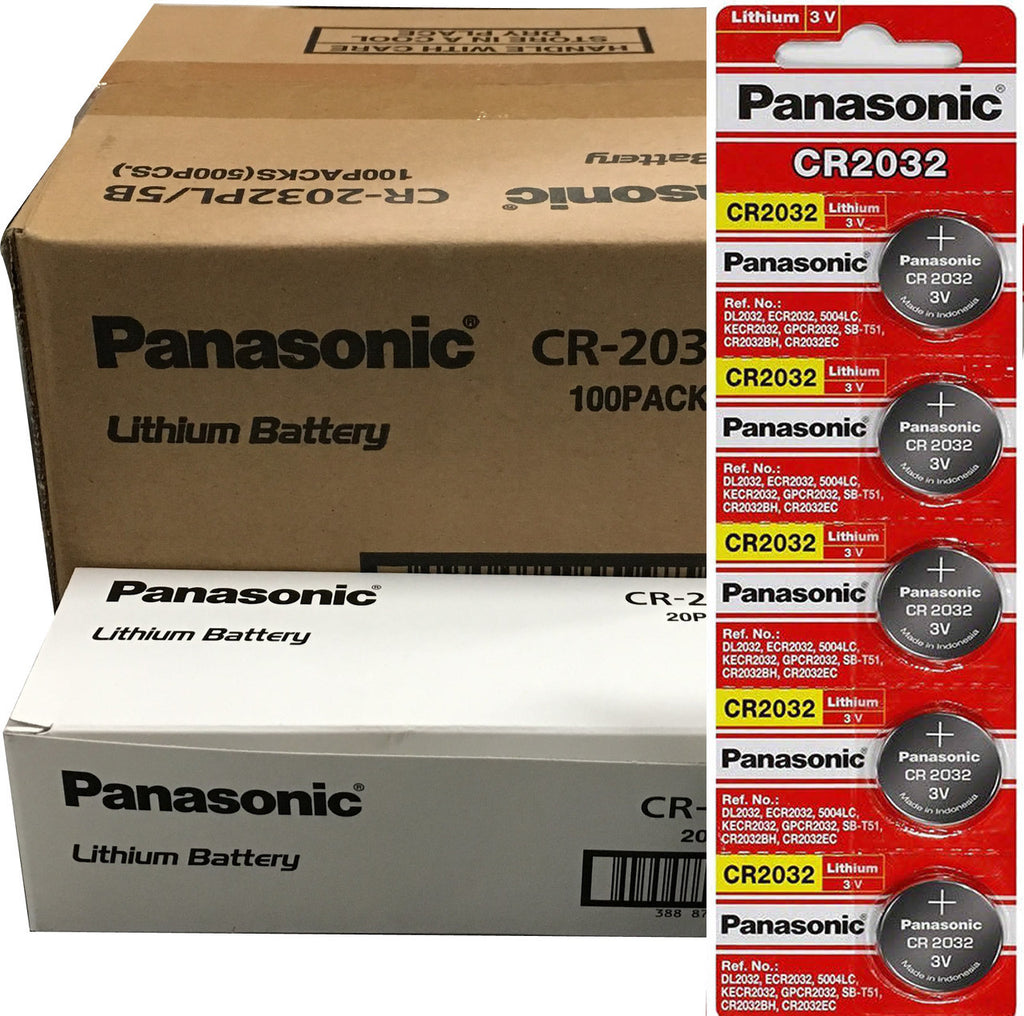 HANDLE WITH CARE
STORE IN A COOL
DRY PLACE
CR-2032PL/5B
100PACKS(500PCS.)
nasonic®
Battery
Panasonic®
CR-203
100PACK
Lithium Battery
Panasonic®
CR-2
20P
Lithium Battery
Panasonic®
CR-
20
Lithium Battery
388 87
Lithium 3 V
Panasonic®
CR2032
CR2032 Lithium
3 V
Panasonic
Ref. No.:
DL2032, ECR2032, 5004LC,
KECR2032, GPCR2032, SB-T51,
CR2032BH, CR2032EC
+
Panasonic
CR 2032
3V
Made in Indonesia
CR2032 Lithium
3 V
Panasonic
Ref. No.:
DL2032, ECR2032, 5004LC,
KECR2032, GPCR2032, SB-T51,
CR2032BH, CR2032EC
+
Panasonic
CR 2032
3V
Made in Indonesia
CR2032 Lithium
3 V
Panasonic
Ref. No.:
DL2032, ECR2032, 5004LC,
KECR2032, GPCR2032, SB-T51,
CR2032BH, CR2032EC
+
Panasonic
CR 2032
3V
Made in Indonesia
CR2032 Lithium
3 V
Panasonic
Ref. No.:
DL2032, ECR2032, 5004LC,
KECR2032, GPCR2032, SB-T51,
CR2032BH, CR2032EC
+
Panasonic
CR 2032
3V
Made in Indonesia
CR2032 Lithium
3 V
Panasonic
Ref. No.:
DL2032, ECR2032, 5004LC,
KECR2032, GPCR2032, SB-T51,
CR2032BH, CR2032EC
+
Panasonic
CR 2032
3V
Made in Indonesia